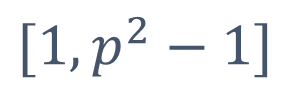 [1, p² − 1]